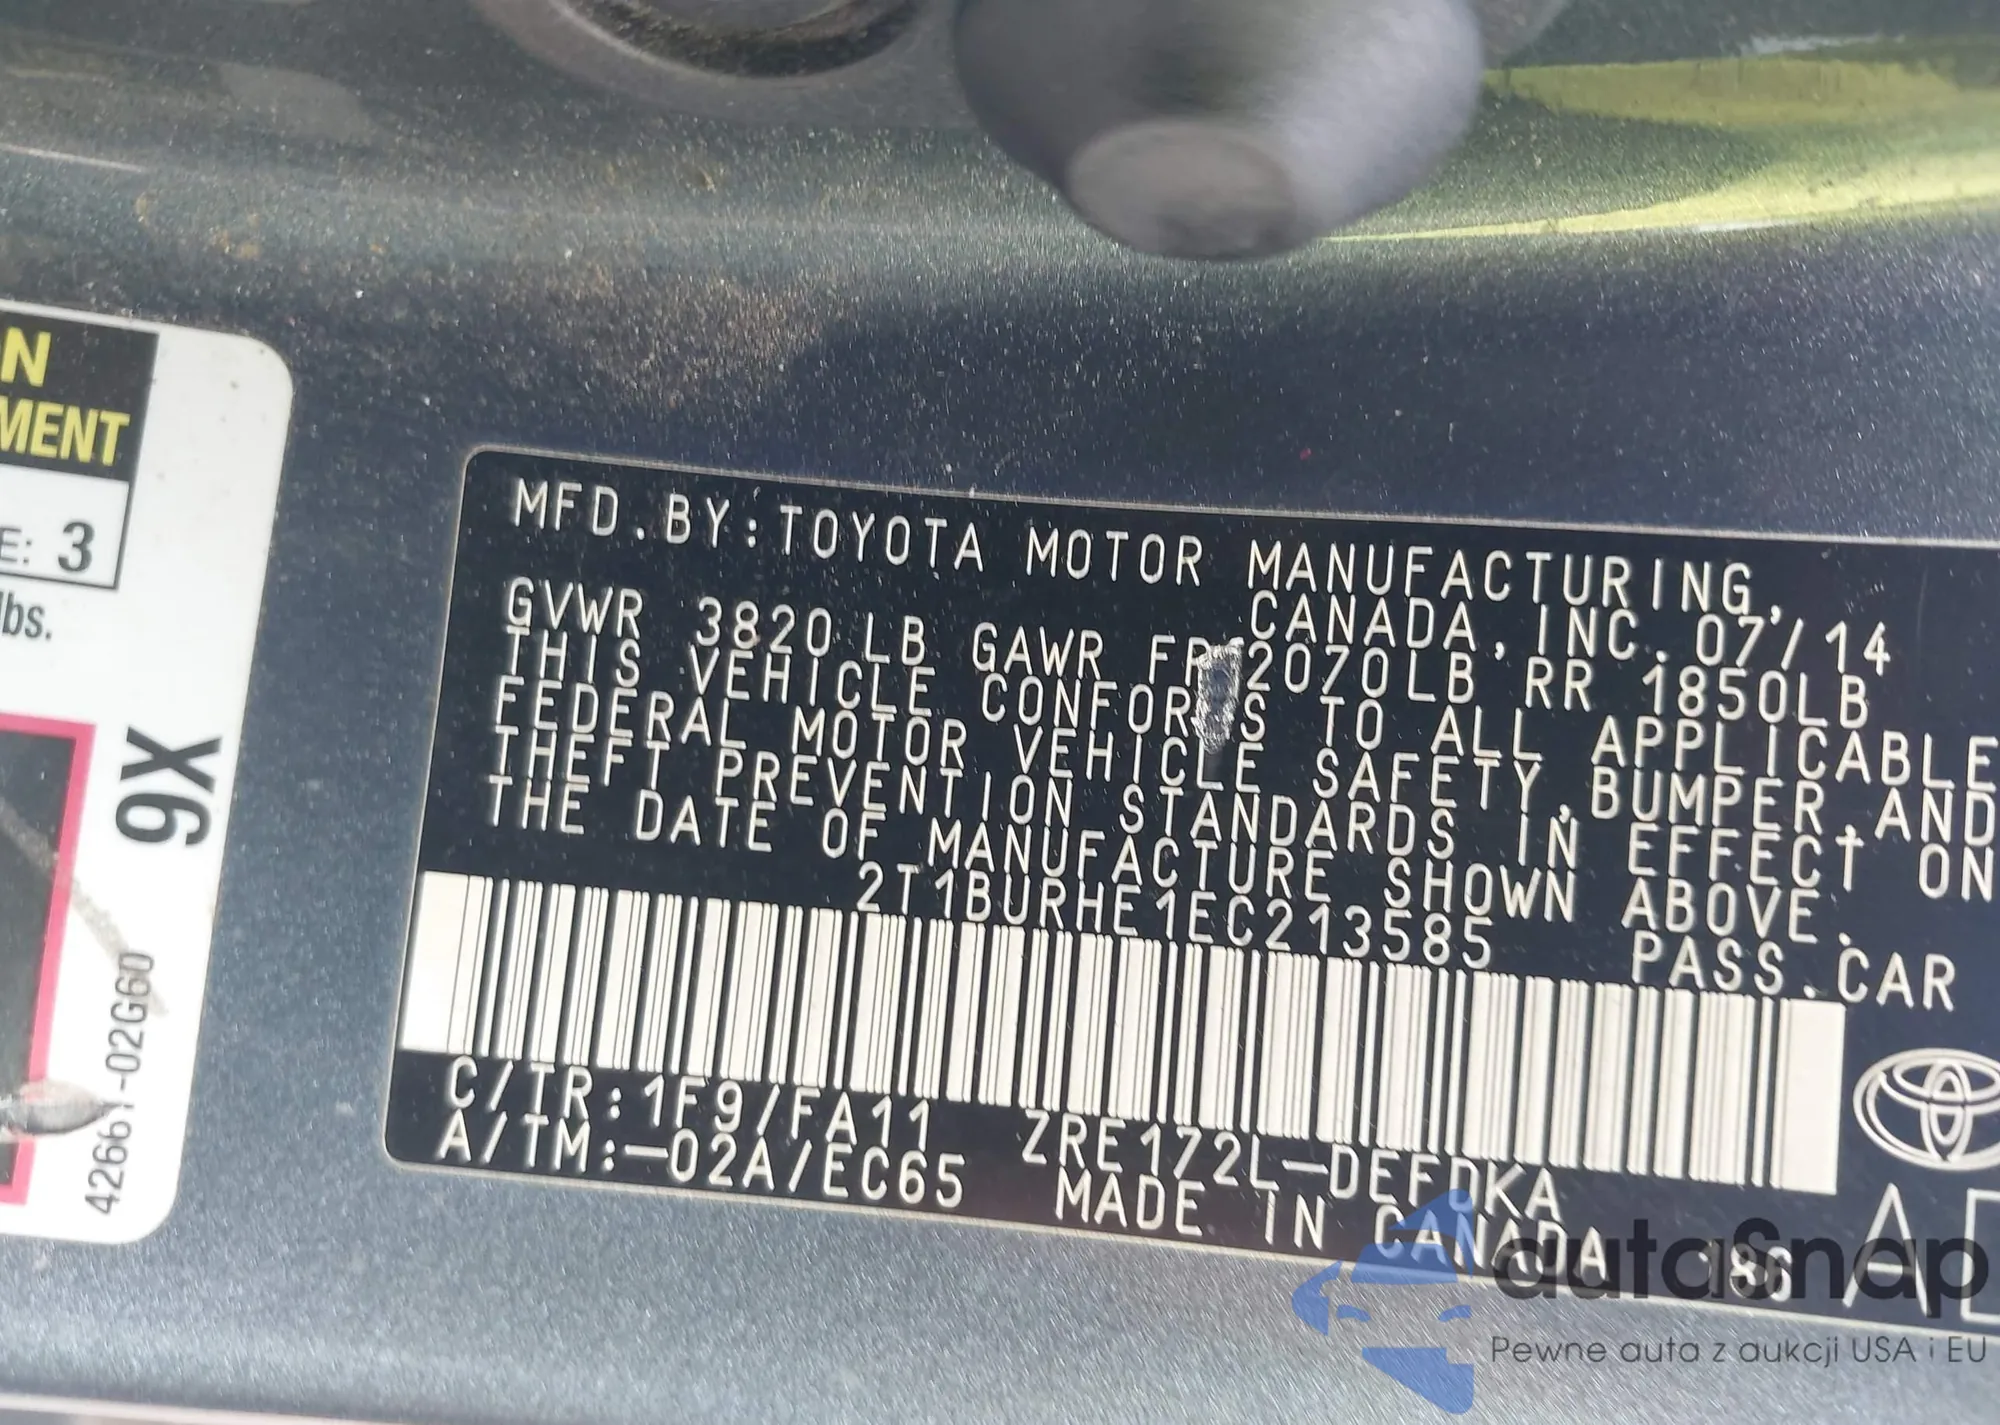 N
MENT
E: 3
lbs.
9X
42661-02G60
MFD.BY:TOYOTA MOTOR MANUFACTURING,
CANADA, INC. 07/14
GVWR 3820 LB GAWR FR 2070LB RR 1850LB
THIS VEHICLE CONFORMS TO ALL APPLICABLE
FEDERAL MOTOR VEHICLE SAFETY,BUMPER,AND
THEFT PREVENTION STANDARDS IN EFFECT ON
THE DATE OF MANUFACTURE SHOWN ABOVE.
2T1BURHE1EC213585 PASS.CAR
C/TR:1F9/FA11 ZRE172L-DEFDKA
A/TM:-02A/EC65 MADE IN CANADA 186
autosnap
Pewne auta z aukcji USA i EU